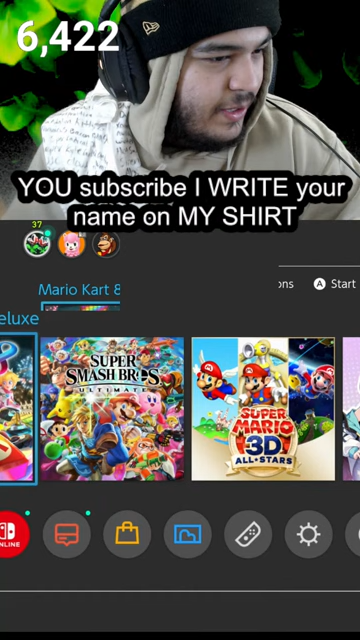 6,422
YOU subscribe I WRITE your
name on MY SHIRT
37
Mario Kart 8
ons
A Start
eluxe
SUPER
SMASH BROS.
ULTIMATE
SUPER
MARIO
3D
ALL-STARS
NLINE